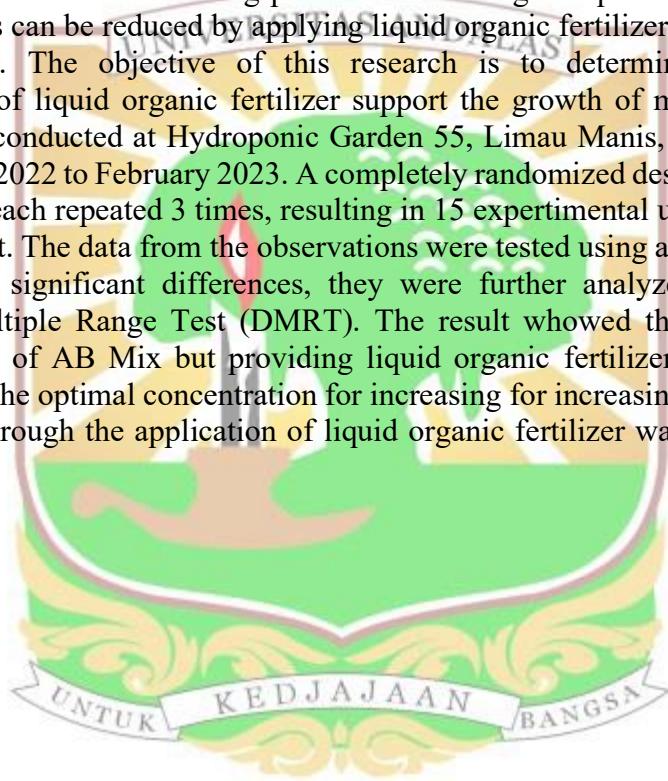 s can be reduced by applying liquid organic fertilizer
UNIVERSITAS ANDALAS
. The objective of this research is to determin
of liquid organic fertilizer support the growth of m
conducted at Hydroponic Garden 55, Limau Manis,
2022 to February 2023. A completely randomized des
each repeated 3 times, resulting in 15 expertimental u
t. The data from the observations were tested using a
significant differences, they were further analyze
ltiple Range Test (DMRT). The result whowed th
of AB Mix but providing liquid organic fertilizer
he optimal concentration for increasing for increasin
rough the application of liquid organic fertilizer wa
UNTUK KEDJAJAAN BANGSA